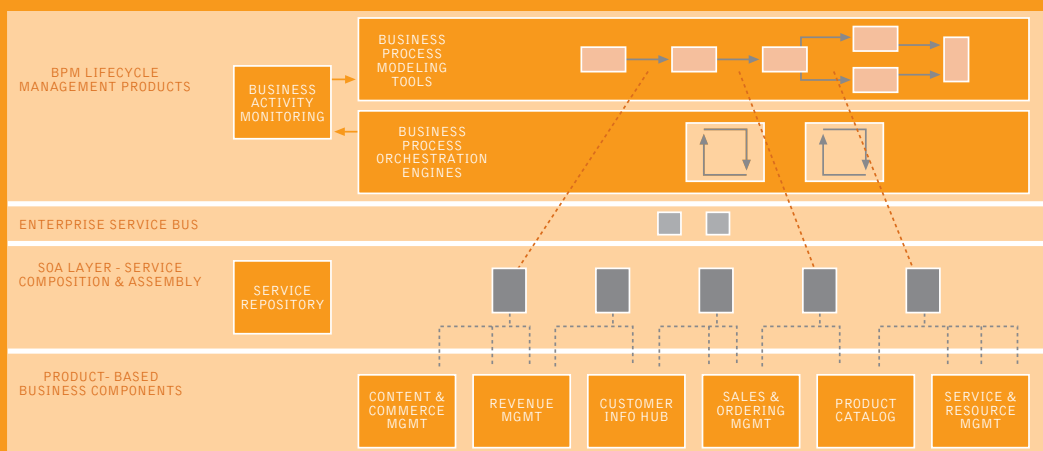 BPM LIFECYCLE
MANAGEMENT PRODUCTS
BUSINESS
ACTIVITY
MONITORING
BUSINESS
PROCESS
MODELING
TOOLS
BUSINESS
PROCESS
ORCHESTRATION
ENGINES
ENTERPRISE SERVICE BUS
SOA LAYER - SERVICE
COMPOSITION & ASSEMBLY
SERVICE
REPOSITORY
PRODUCT- BASED
BUSINESS COMPONENTS
CONTENT &
COMMERCE
MGMT
REVENUE
MGMT
CUSTOMER
INFO HUB
SALES &
ORDERING
MGMT
PRODUCT
CATALOG
SERVICE &
RESOURCE
MGMT